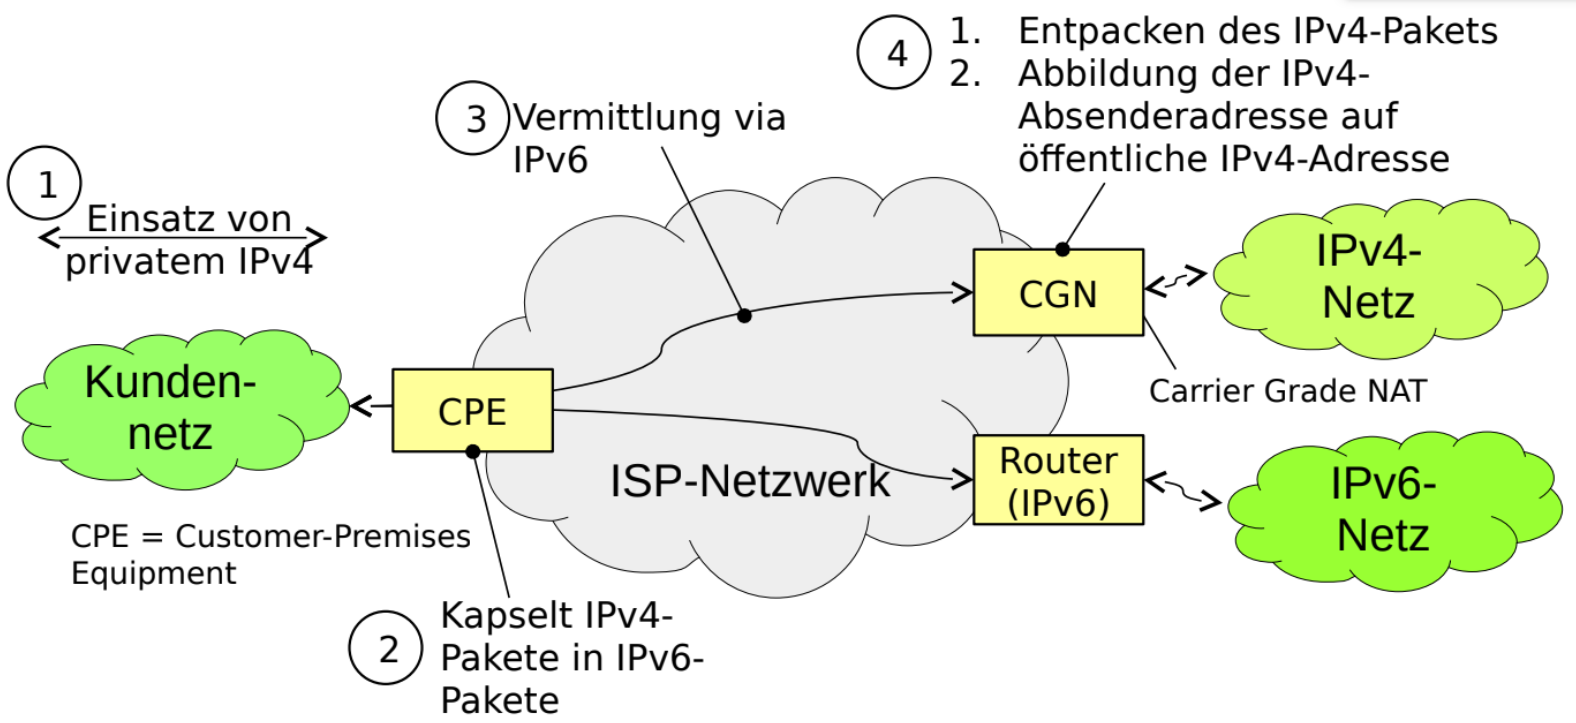 1
Einsatz von
privatem IPv4
Kunden-
netz
CPE = Customer-Premises
Equipment
CPE
2
Kapselt IPv4-
Pakete in IPv6-
Pakete
3
Vermittlung via
IPv6
ISP-Netzwerk
4
1. Entpacken des IPv4-Pakets
2. Abbildung der IPv4-
Absenderadresse auf
öffentliche IPv4-Adresse
CGN
Carrier Grade NAT
IPv4-
Netz
Router
(IPv6)
IPv6-
Netz